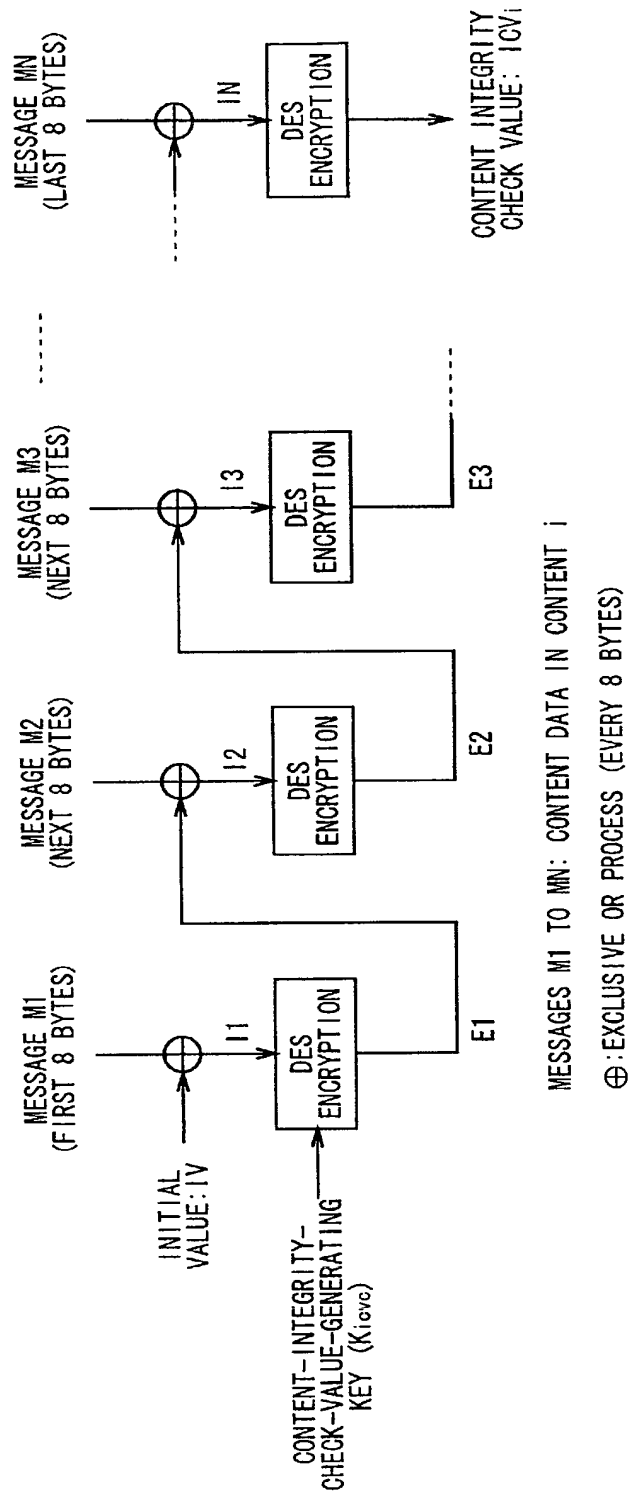 MESSAGE M1
(FIRST 8 BYTES)
MESSAGE M2
(NEXT 8 BYTES)
MESSAGE M3
(NEXT 8 BYTES)
MESSAGE MN
(LAST 8 BYTES)
INITIAL
VALUE:IV
I1
I2
I3
IN
CONTENT-INTEGRITY-
CHECK-VALUE-GENERATING
KEY (Kicvc)
DES
ENCRYPTION
DES
ENCRYPTION
DES
ENCRYPTION
DES
ENCRYPTION
E1
E2
E3
CONTENT INTEGRITY
CHECK VALUE: ICVi
MESSAGES M1 TO MN: CONTENT DATA IN CONTENT i
⊕:EXCLUSIVE OR PROCESS (EVERY 8 BYTES)